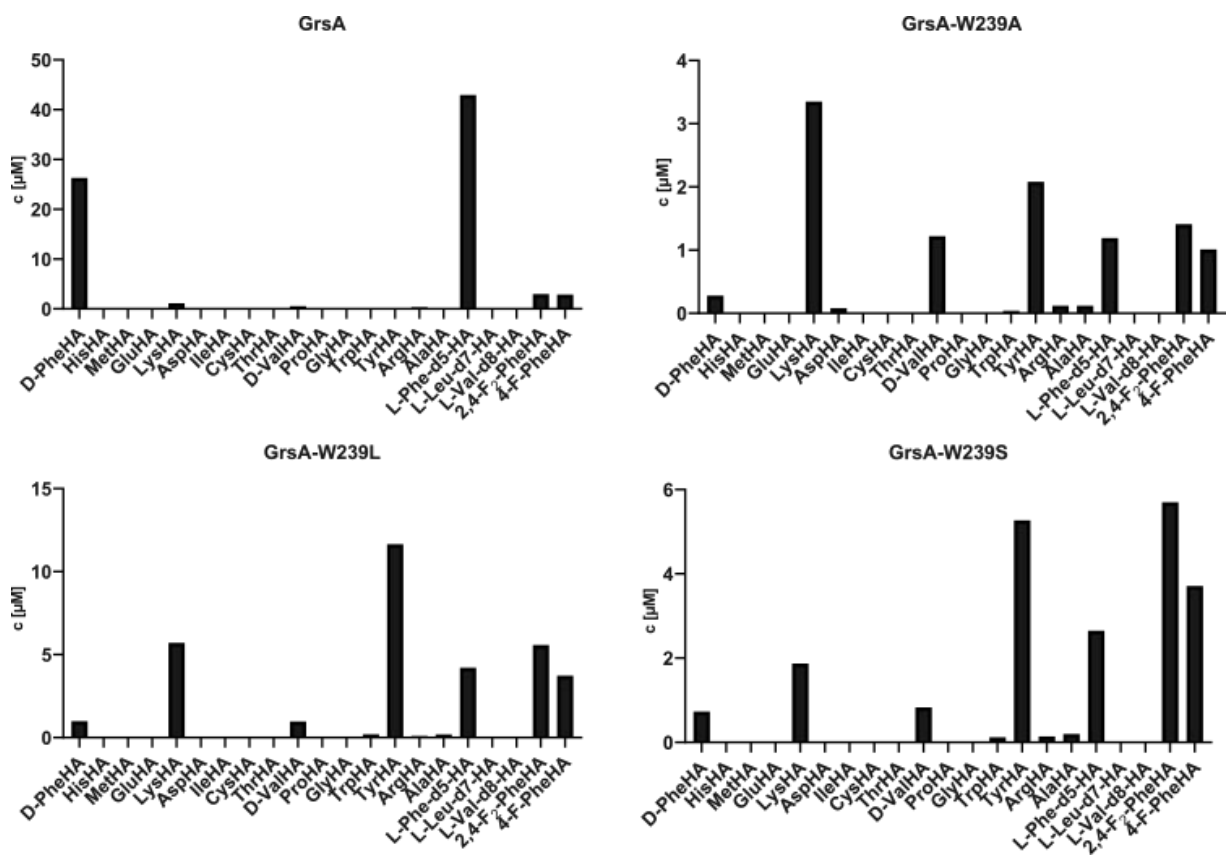 GrsA
50
40
30
20
10
0
c [µM]
D-PheHA
HisHA
MetHA
GluHA
LysHA
AspHA
IleHA
CysHA
ThrHA
D-ValHA
ProHA
GlyHA
TrpHA
TyrHA
ArgHA
AlaHA
L-Phe-d5-HA
L-Leu-d7-HA
L-Val-d8-HA
2,4-F₂-PheHA
4-F-PheHA
GrsA-W239A
4
3
2
1
0
c [µM]
D-PheHA
HisHA
MetHA
GluHA
LysHA
AspHA
IleHA
CysHA
ThrHA
D-ValHA
ProHA
GlyHA
TrpHA
TyrHA
ArgHA
AlaHA
L-Phe-d5-HA
L-Leu-d7-HA
L-Val-d8-HA
2,4-F₂-PheHA
4-F-PheHA
GrsA-W239L
15
10
5
0
c [µM]
D-PheHA
HisHA
MetHA
GluHA
LysHA
AspHA
IleHA
CysHA
ThrHA
D-ValHA
ProHA
GlyHA
TrpHA
TyrHA
ArgHA
AlaHA
L-Phe-d5-HA
L-Leu-d7-HA
L-Val-d8-HA
2,4-F₂-PheHA
4-F-PheHA
GrsA-W239S
6
4
2
0
c [µM]
D-PheHA
HisHA
MetHA
GluHA
LysHA
AspHA
IleHA
CysHA
ThrHA
D-ValHA
ProHA
GlyHA
TrpHA
TyrHA
ArgHA
AlaHA
L-Phe-d5-HA
L-Leu-d7-HA
L-Val-d8-HA
2,4-F₂-PheHA
4-F-PheHA